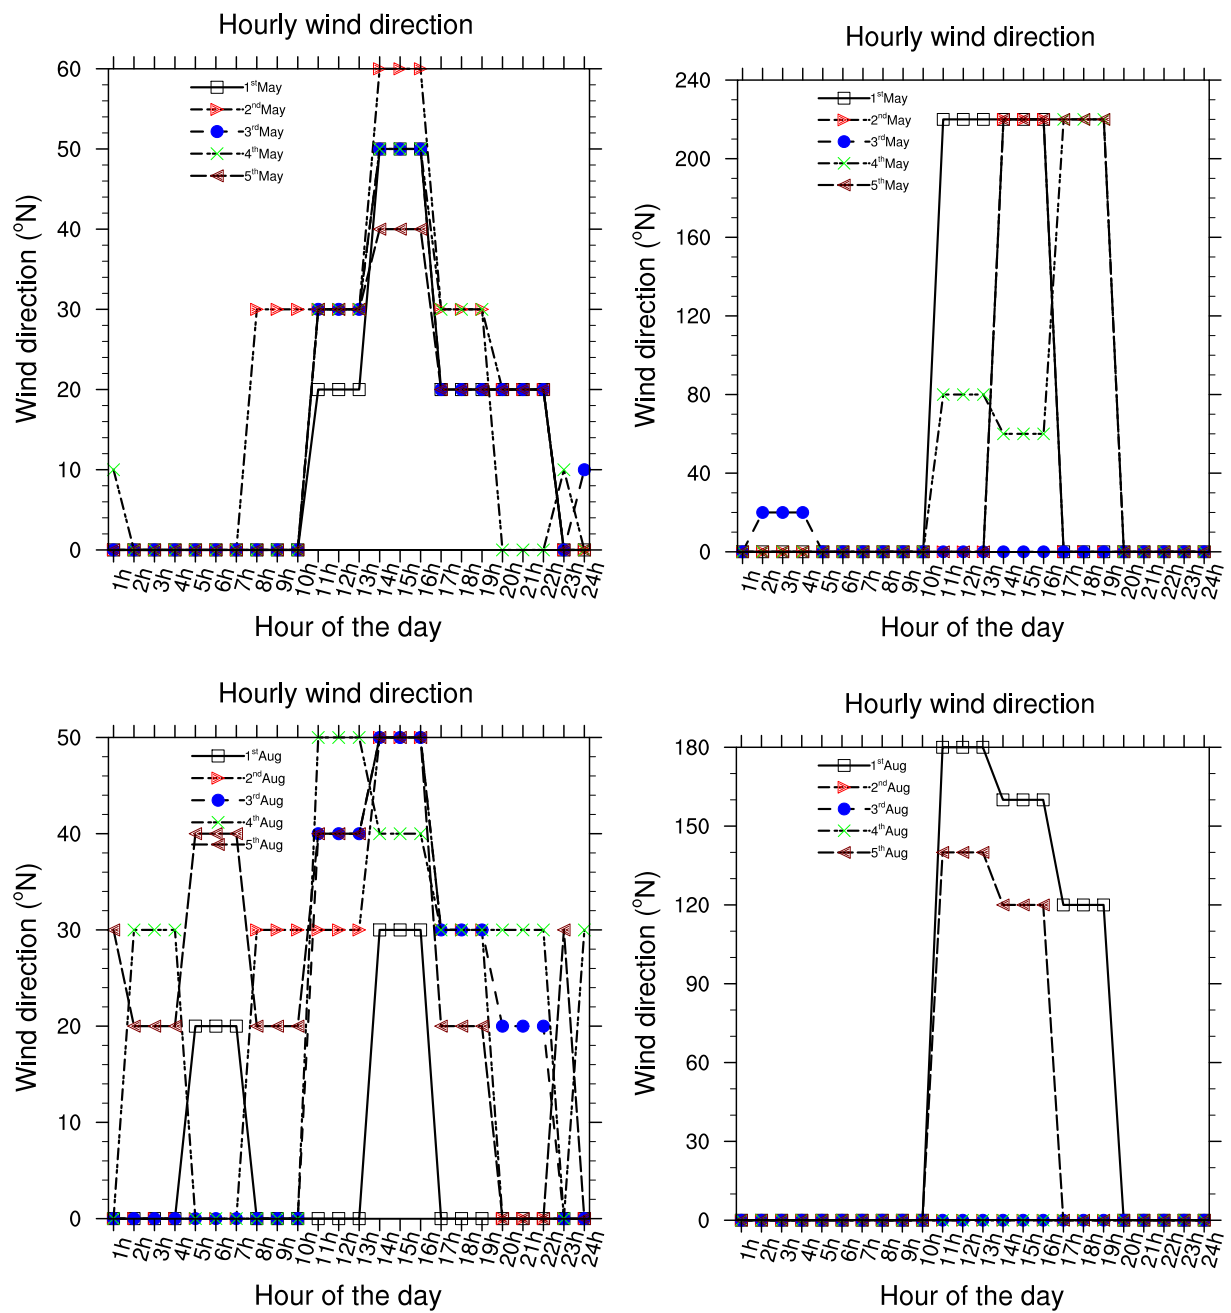 Hourly wind direction
60
50
40
30
20
10
0
Wind direction (°N)
1stMay
2ndMay
3rdMay
4thMay
5thMay
1h 2h 3h 4h 5h 6h 7h 8h 9h 10h 11h 12h 13h 14h 15h 16h 17h 18h 19h 20h 21h 22h 23h 24h
Hour of the day
Hourly wind direction
240
200
160
120
80
40
0
Wind direction (°N)
1stMay
2ndMay
3rdMay
4thMay
5thMay
1h 2h 3h 4h 5h 6h 7h 8h 9h 10h 11h 12h 13h 14h 15h 16h 17h 18h 19h 20h 21h 22h 23h 24h
Hour of the day
Hourly wind direction
50
40
30
20
10
0
Wind direction (°N)
1stAug
2ndAug
3rdAug
4thAug
5thAug
1h 2h 3h 4h 5h 6h 7h 8h 9h 10h 11h 12h 13h 14h 15h 16h 17h 18h 19h 20h 21h 22h 23h 24h
Hour of the day
Hourly wind direction
180
150
120
90
60
30
0
Wind direction (°N)
1stAug
2ndAug
3rdAug
4thAug
5thAug
1h 2h 3h 4h 5h 6h 7h 8h 9h 10h 11h 12h 13h 14h 15h 16h 17h 18h 19h 20h 21h 22h 23h 24h
Hour of the day